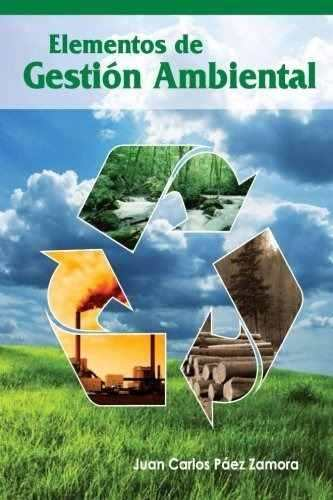 Elementos de
Gestión Ambiental
Juan Carlos Páez Zamora